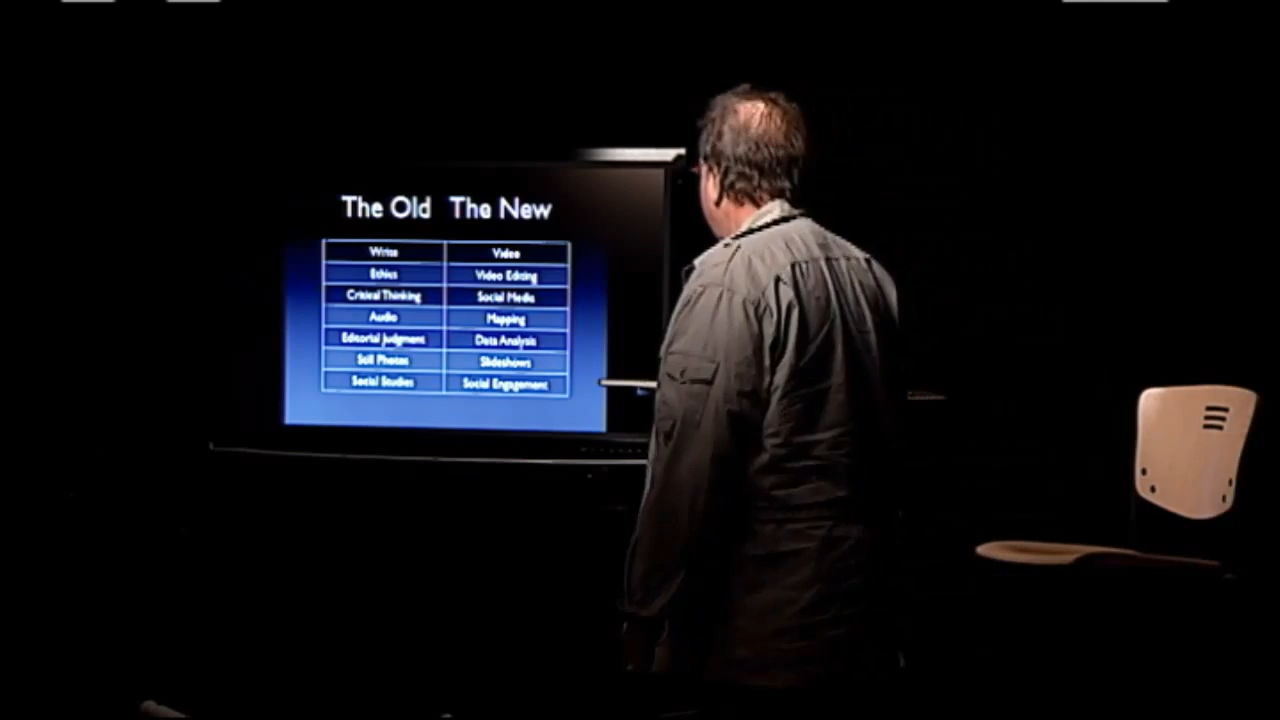 The Old The New
Write Video
Ethics Video Editing
Critical Thinking Social Media
Audio Mapping
Editorial Judgment Data Analysis
Still Photos Slideshows
Social Studies Social Engagement